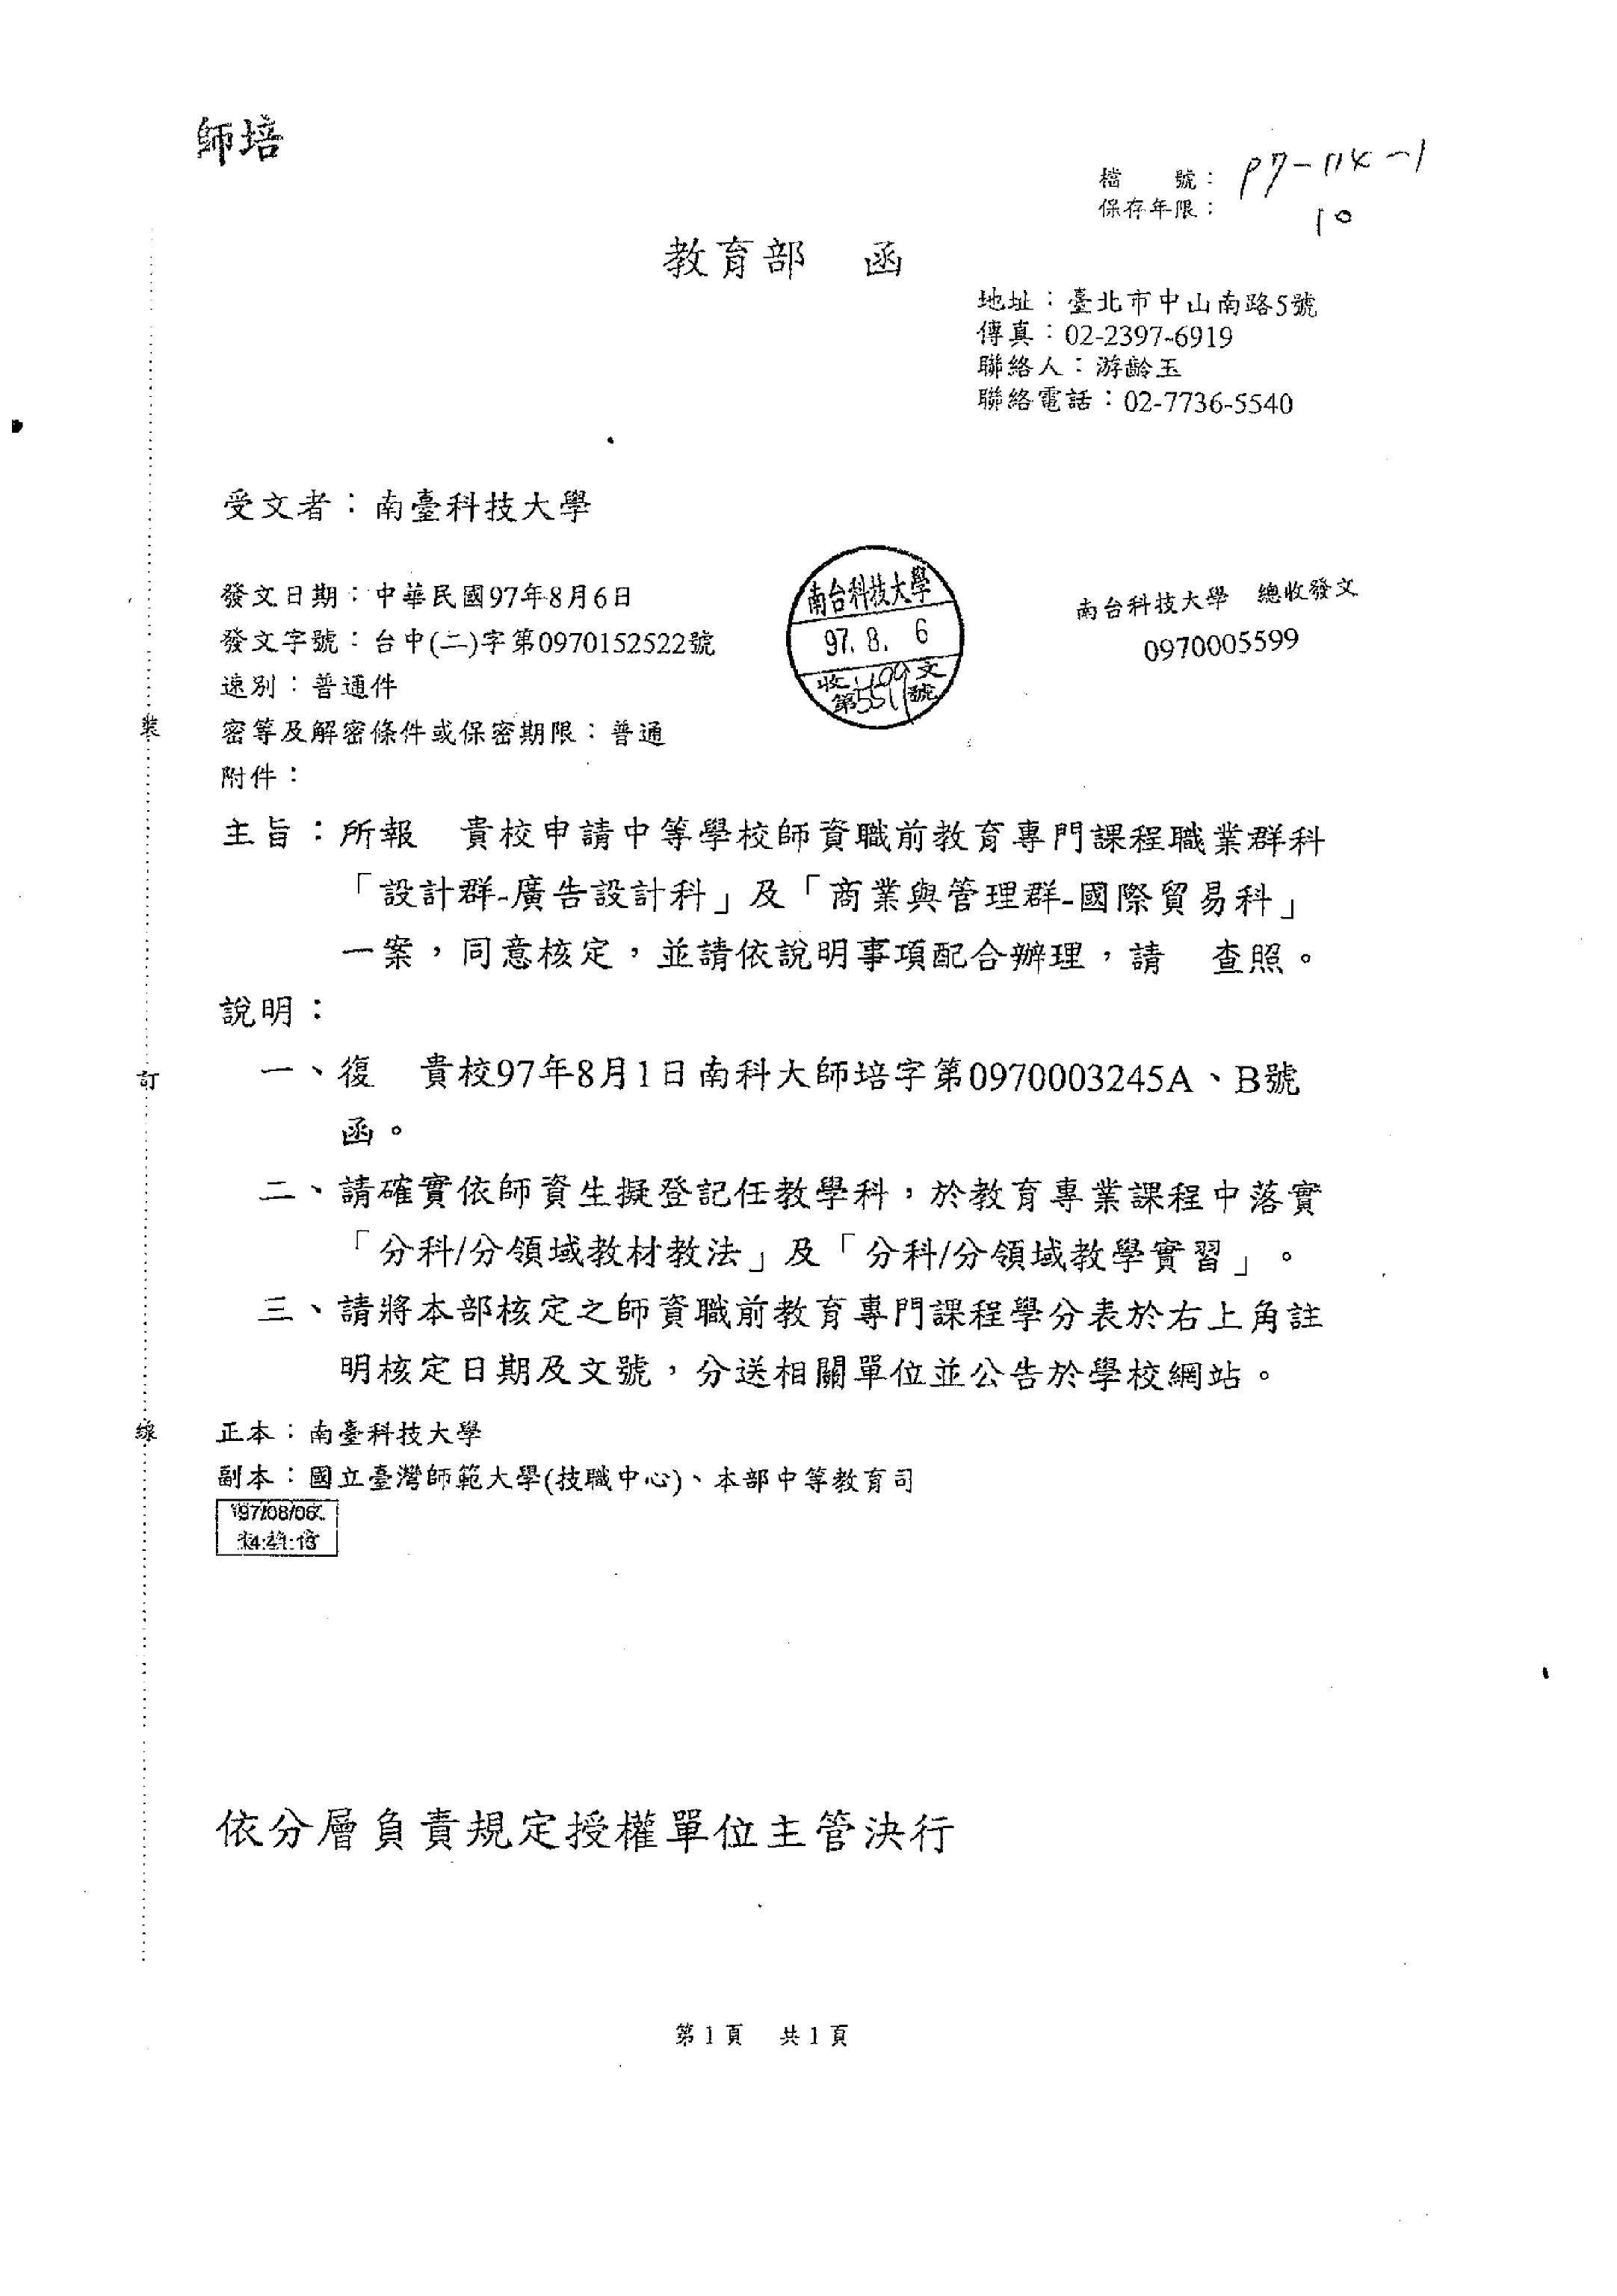 師培
檔　　號：
保存年限：10
教育部　函
地址：臺北市中山南路5號
傳真：02-2397-6919
聯絡人：游齡玉
聯絡電話：02-7736-5540
受文者：南臺科技大學
發文日期：中華民國97年8月6日
發文字號：台中(二)字第0970152522號
速別：普通件
密等及解密條件或保密期限：普通
附件：
南台科技大學
97. 8. 6
收 文
第 號
南台科技大學　總收發文
0970005599
主旨：所報　貴校申請中等學校師資職前教育專門課程職業群科
「設計群-廣告設計科」及「商業與管理群-國際貿易科」
一案，同意核定，並請依說明事項配合辦理，請　查照。
說明：
一、復　貴校97年8月1日南科大師培字第0970003245A、B號
函。
二、請確實依師資生擬登記任教學科，於教育專業課程中落實
「分科/分領域教材教法」及「分科/分領域教學實習」。
三、請將本部核定之師資職前教育專門課程學分表於右上角註
明核定日期及文號，分送相關單位並公告於學校網站。
正本：南臺科技大學
副本：國立臺灣師範大學(技職中心)、本部中等教育司
裝
訂
線
依分層負責規定授權單位主管決行
第1頁　共1頁